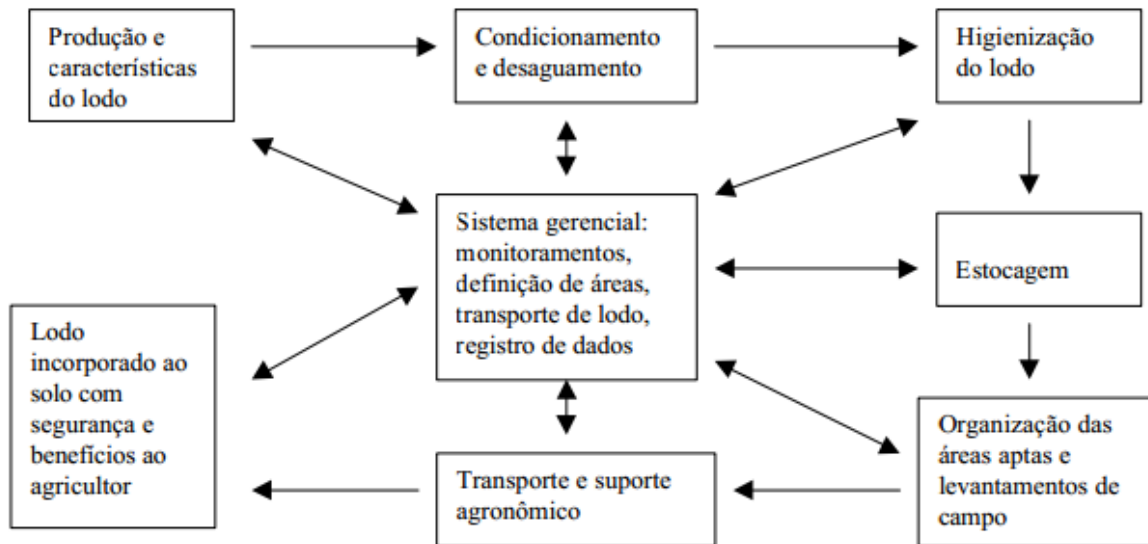 Produção e
características
do lodo
Condicionamento
e desaguamento
Higienização
do lodo
Sistema gerencial:
monitoramentos,
definição de áreas,
transporte de lodo,
registro de dados
Estocagem
Lodo
incorporado ao
solo com
segurança e
benefícios ao
agricultor
Transporte e suporte
agronômico
Organização das
áreas aptas e
levantamentos de
campo